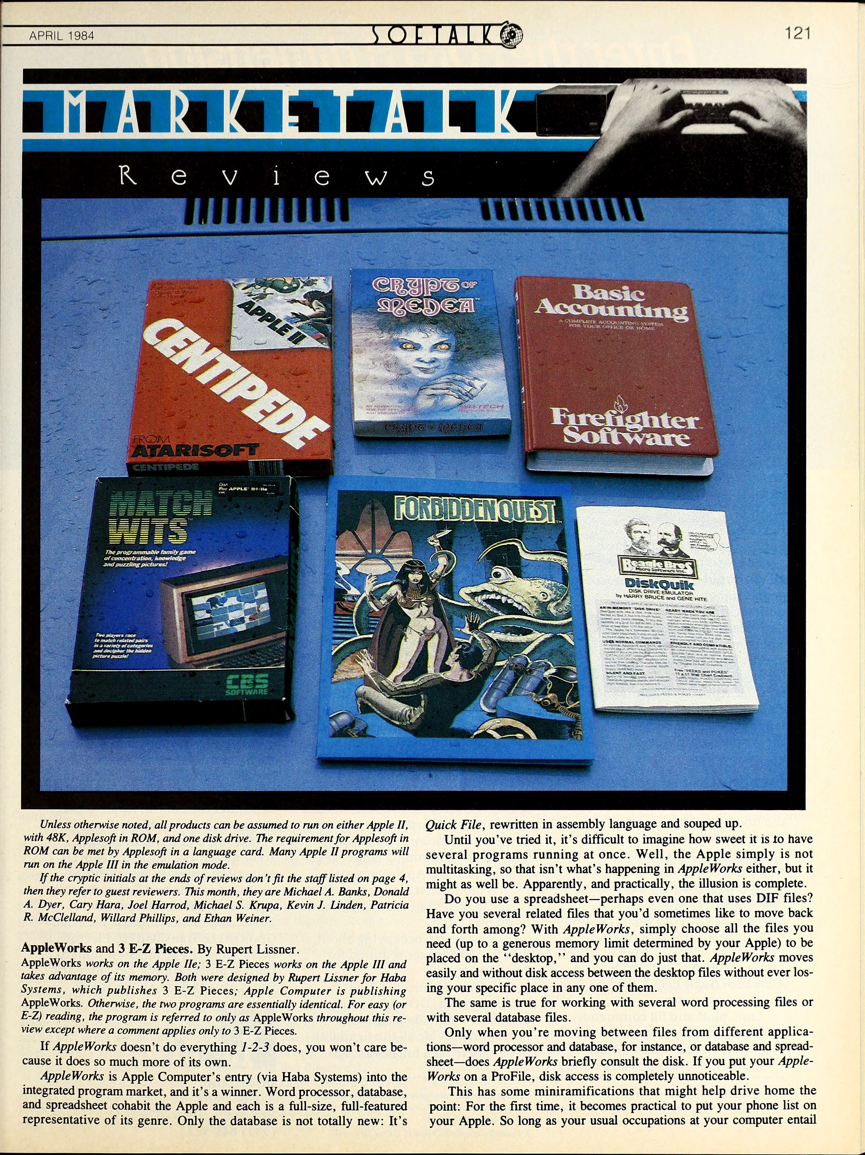 APRIL 1984
SOFTALK
121
MARKETALK
Reviews
APPLE II
CENTIPEDE
FROM
ATARISOFT
CENTIPEDE
CRYPT OF
MEDEA
CRYPT OF MEDEA
Basic
Accounting
A COMPLETE ACCOUNTING SYSTEM
FOR YOUR OFFICE OR HOME
Firefighter
Software
MATCH
WITS
The programmable family game
of concentration, knowledge
and puzzling pictures!
Two players race
to match related pairs
in a variety of categories
and decipher the hidden
picture puzzle!
CBS
SOFTWARE
FORBIDDEN QUEST
Beagle Bros
Micro Software Inc.
DiskQuik
DISK DRIVE EMULATOR
by HARRY BRUCE and GENE HITE
USES NORMAL COMMANDS
SILENT AND FAST
Unless otherwise noted, all products can be assumed to run on either Apple II,
with 48K, Applesoft in ROM, and one disk drive. The requirement for Applesoft in
ROM can be met by Applesoft in a language card. Many Apple II programs will
run on the Apple III in the emulation mode.
If the cryptic initials at the ends of reviews don't fit the staff listed on page 4,
then they refer to guest reviewers. This month, they are Michael A. Banks, Donald
A. Dyer, Cary Hara, Joel Harrod, Michael S. Krupa, Kevin J. Linden, Patricia
R. McClelland, Willard Phillips, and Ethan Weiner.
AppleWorks and 3 E-Z Pieces. By Rupert Lissner.
AppleWorks works on the Apple IIe; 3 E-Z Pieces works on the Apple III and
takes advantage of its memory. Both were designed by Rupert Lissner for Haba
Systems, which publishes 3 E-Z Pieces; Apple Computer is publishing
AppleWorks. Otherwise, the two programs are essentially identical. For easy (or
E-Z) reading, the program is referred to only as AppleWorks throughout this re-
view except where a comment applies only to 3 E-Z Pieces.
If AppleWorks doesn't do everything 1-2-3 does, you won't care be-
cause it does so much more of its own.
AppleWorks is Apple Computer's entry (via Haba Systems) into the
integrated program market, and it's a winner. Word processor, database,
and spreadsheet cohabit the Apple and each is a full-size, full-featured
representative of its genre. Only the database is not totally new: It's
Quick File, rewritten in assembly language and souped up.
Until you've tried it, it's difficult to imagine how sweet it is to have
several programs running at once. Well, the Apple simply is not
multitasking, so that isn't what's happening in AppleWorks either, but it
might as well be. Apparently, and practically, the illusion is complete.
Do you use a spreadsheet—perhaps even one that uses DIF files?
Have you several related files that you'd sometimes like to move back
and forth among? With AppleWorks, simply choose all the files you
need (up to a generous memory limit determined by your Apple) to be
placed on the "desktop," and you can do just that. AppleWorks moves
easily and without disk access between the desktop files without ever los-
ing your specific place in any one of them.
The same is true for working with several word processing files or
with several database files.
Only when you're moving between files from different applica-
tions—word processor and database, for instance, or database and spread-
sheet—does AppleWorks briefly consult the disk. If you put your Apple-
Works on a ProFile, disk access is completely unnoticeable.
This has some miniramifications that might help drive home the
point: For the first time, it becomes practical to put your phone list on
your Apple. So long as your usual occupations at your computer entail